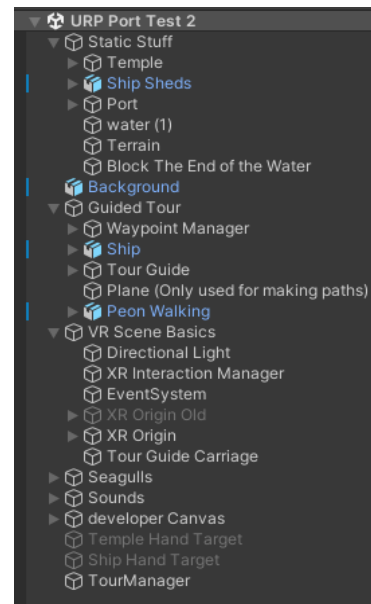 URP Port Test 2
Static Stuff
Temple
Ship Sheds
Port
water (1)
Terrain
Block The End of the Water
Background
Guided Tour
Waypoint Manager
Ship
Tour Guide
Plane (Only used for making paths)
Peon Walking
VR Scene Basics
Directional Light
XR Interaction Manager
EventSystem
XR Origin Old
XR Origin
Tour Guide Carriage
Seagulls
Sounds
developer Canvas
Temple Hand Target
Ship Hand Target
TourManager